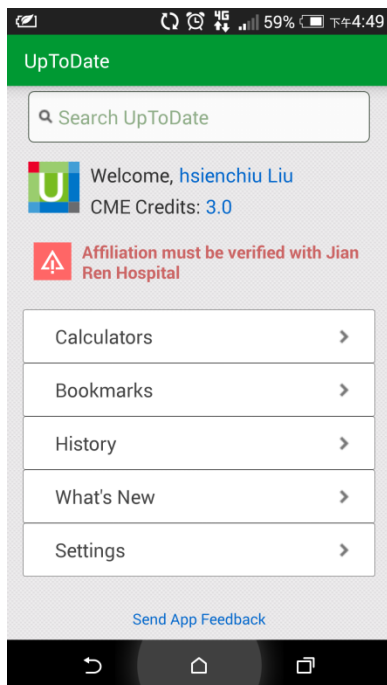 4G 59% 下午4:49
UpToDate
Search UpToDate
U
Welcome, hsienchiu Liu
CME Credits: 3.0
Affiliation must be verified with Jian
Ren Hospital
Calculators
Bookmarks
History
What's New
Settings
Send App Feedback